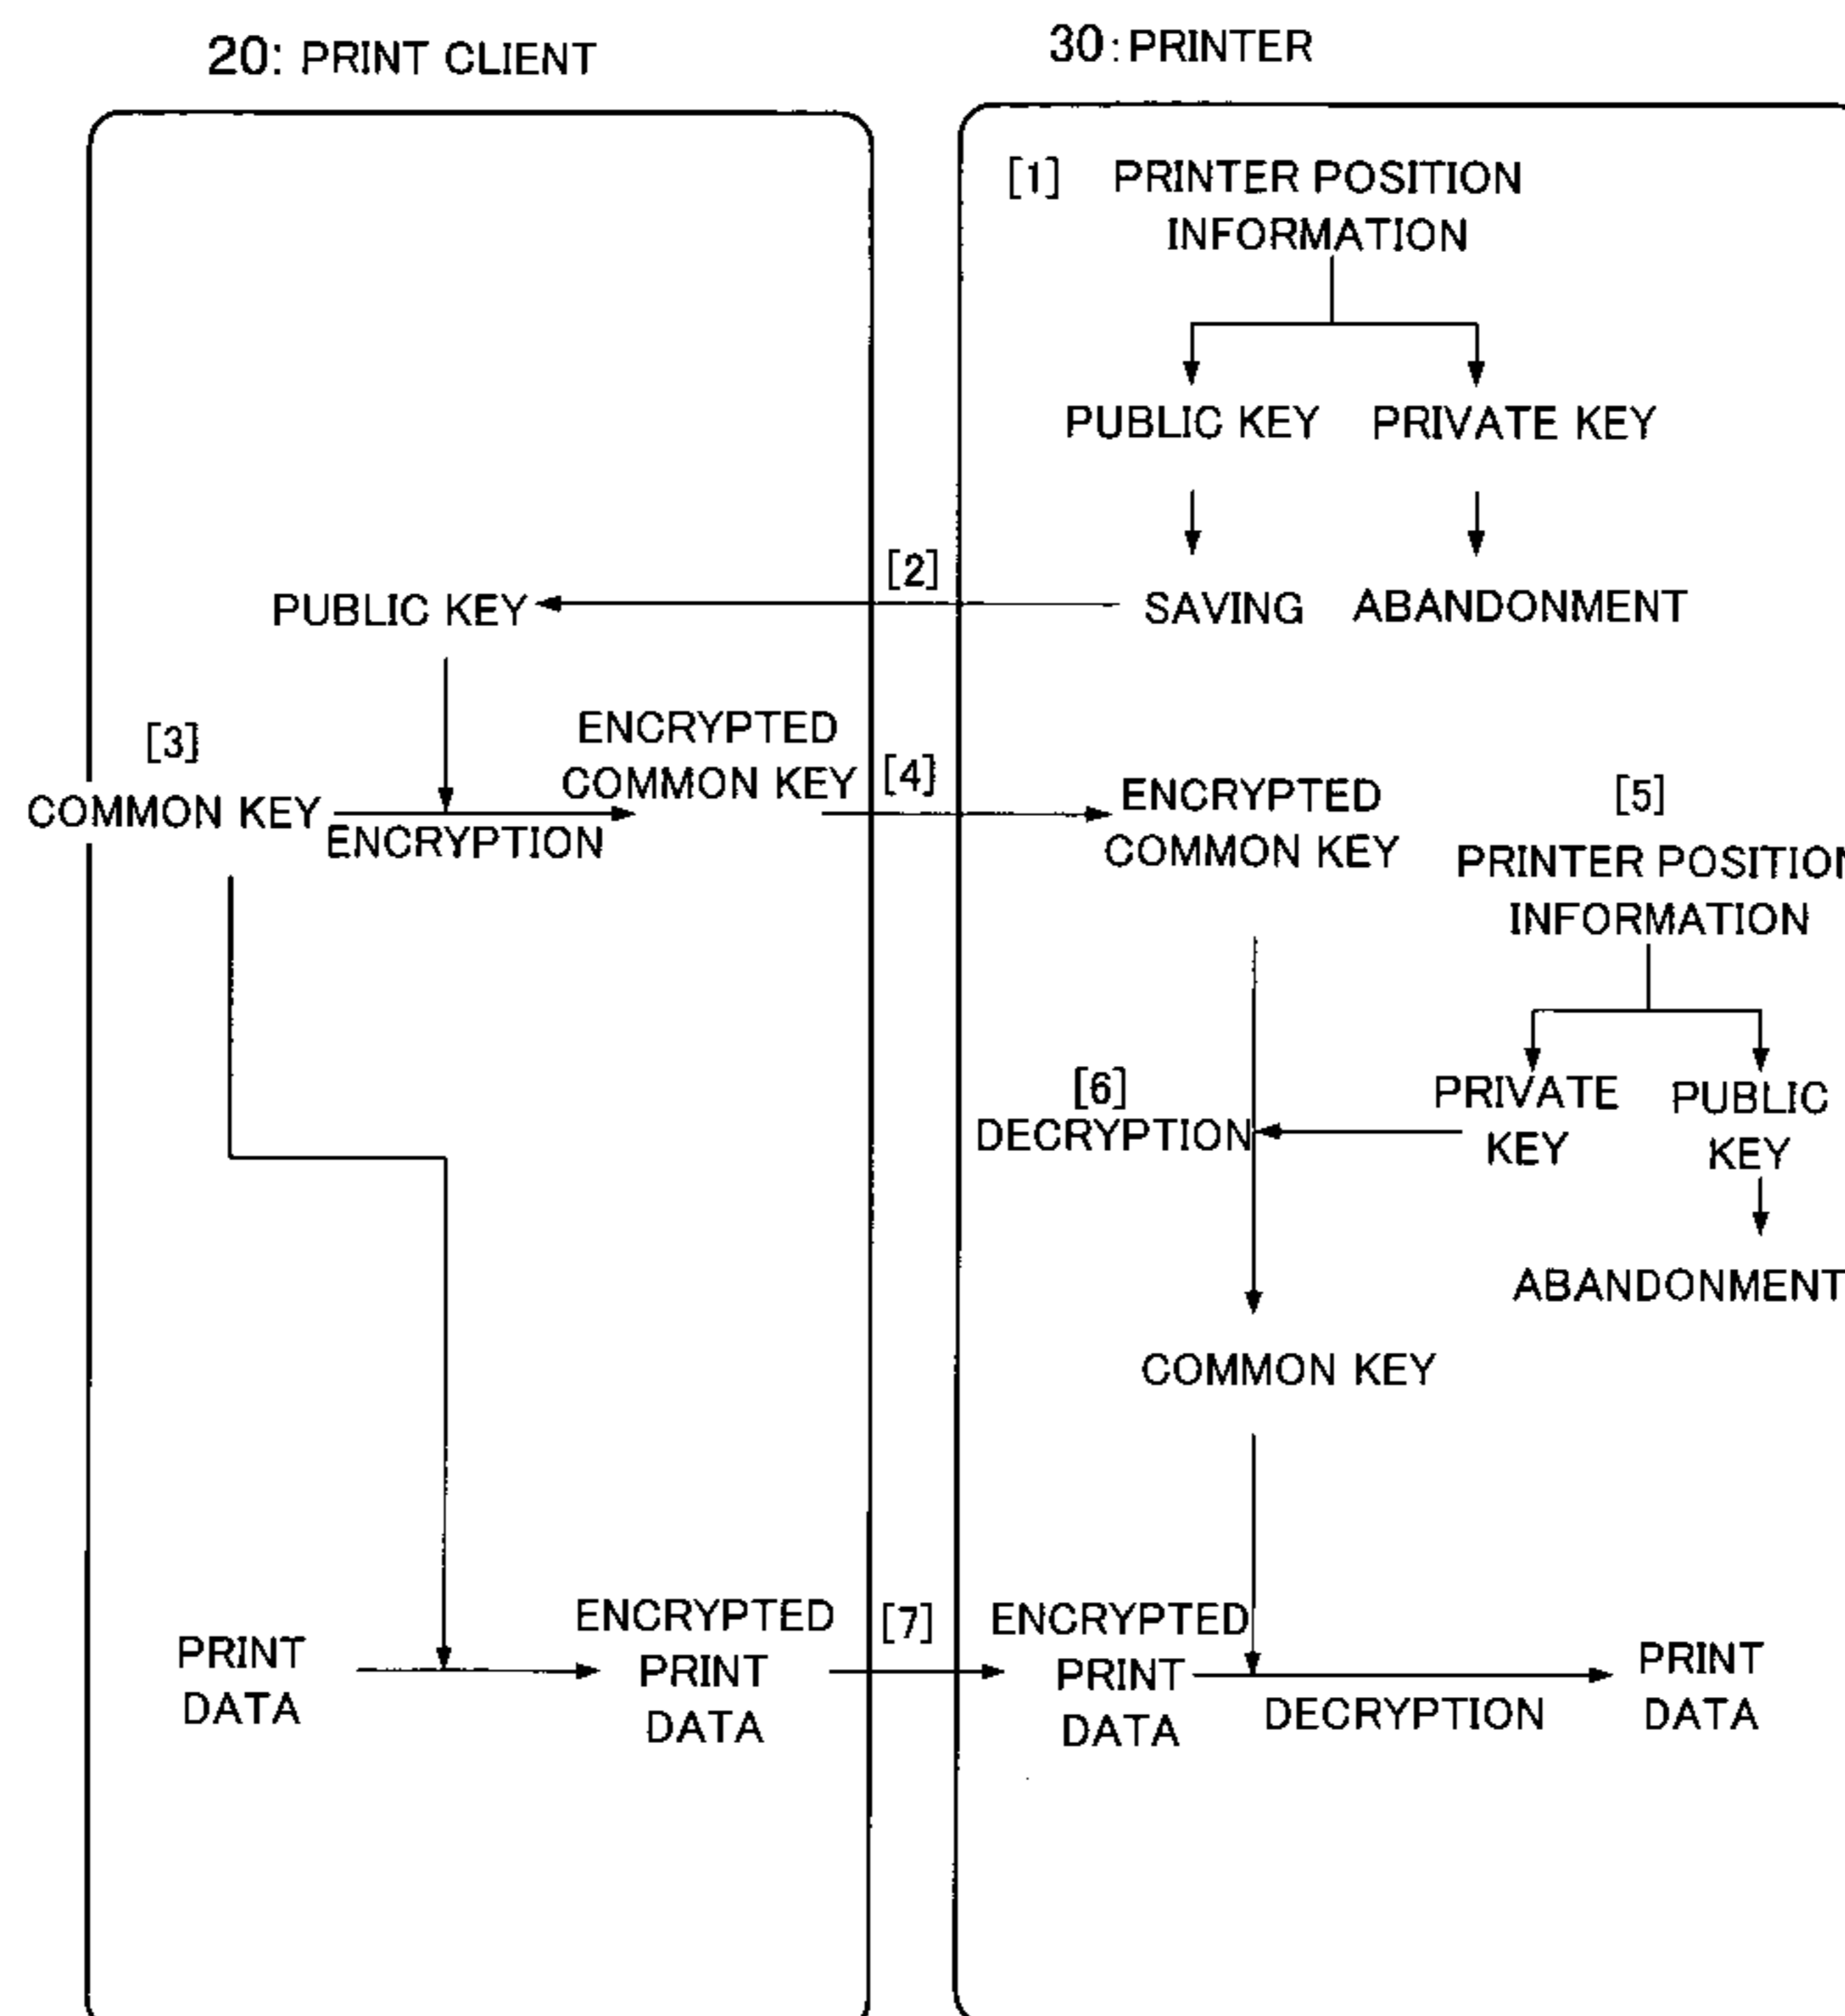 20: PRINT CLIENT
30: PRINTER
[1] PRINTER POSITION
INFORMATION
PUBLIC KEY PRIVATE KEY
[2]
PUBLIC KEY
SAVING ABANDONMENT
[3]
COMMON KEY
ENCRYPTION
ENCRYPTED
COMMON KEY
[4]
ENCRYPTED
COMMON KEY
[5]
PRINTER POSITION
INFORMATION
[6]
DECRYPTION
PRIVATE
KEY
PUBLIC
KEY
ABANDONMENT
COMMON KEY
PRINT
DATA
ENCRYPTED
PRINT
DATA
[7]
ENCRYPTED
PRINT
DATA
DECRYPTION
PRINT
DATA